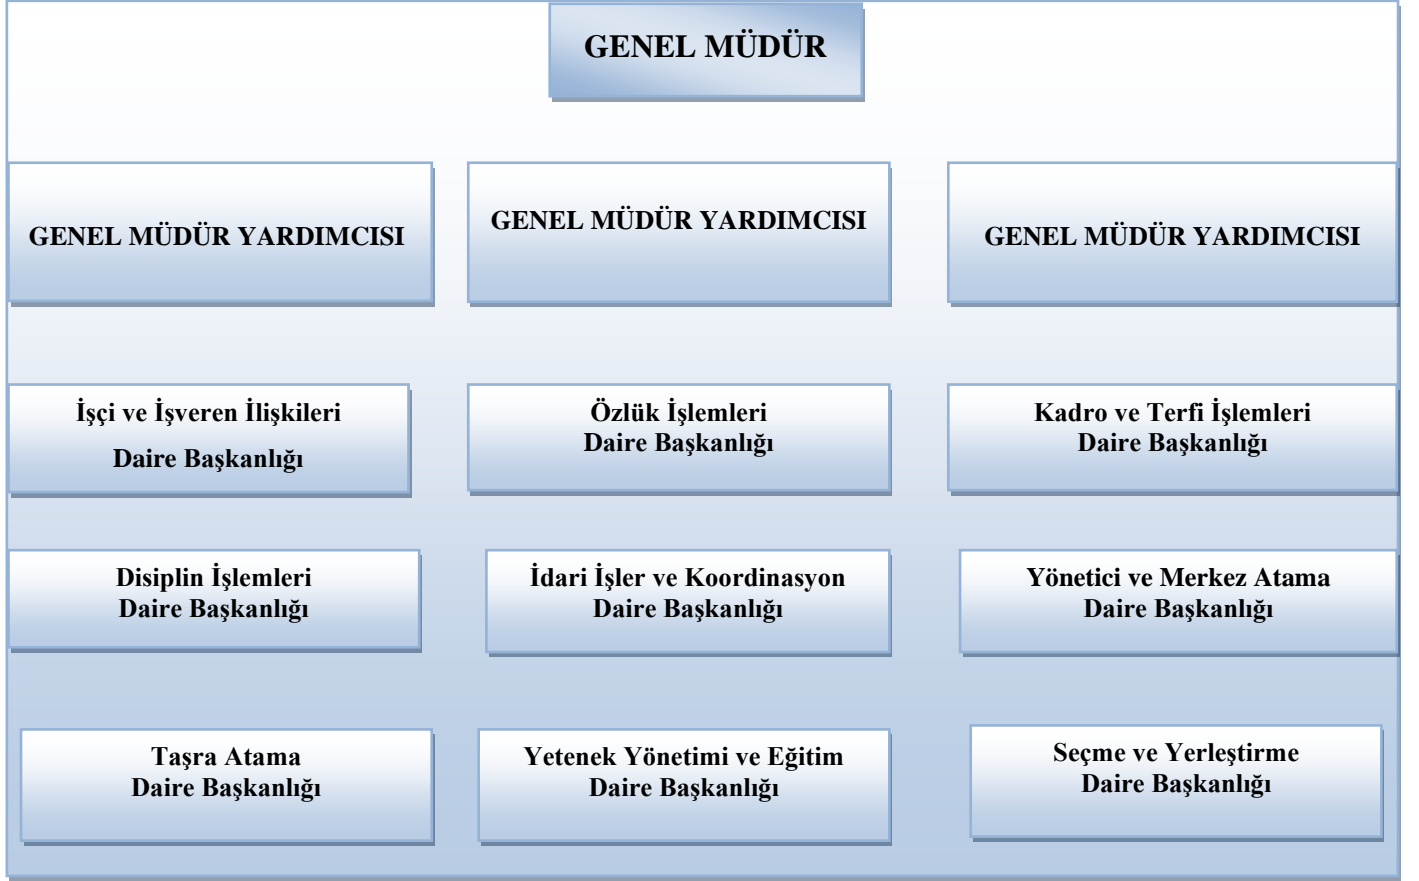 GENEL MÜDÜR
GENEL MÜDÜR YARDIMCISI
GENEL MÜDÜR YARDIMCISI
GENEL MÜDÜR YARDIMCISI
İşçi ve İşveren İlişkileri
Daire Başkanlığı
Özlük İşlemleri
Daire Başkanlığı
Kadro ve Terfi İşlemleri
Daire Başkanlığı
Disiplin İşlemleri
Daire Başkanlığı
İdari İşler ve Koordinasyon
Daire Başkanlığı
Yönetici ve Merkez Atama
Daire Başkanlığı
Taşra Atama
Daire Başkanlığı
Yetenek Yönetimi ve Eğitim
Daire Başkanlığı
Seçme ve Yerleştirme
Daire Başkanlığı